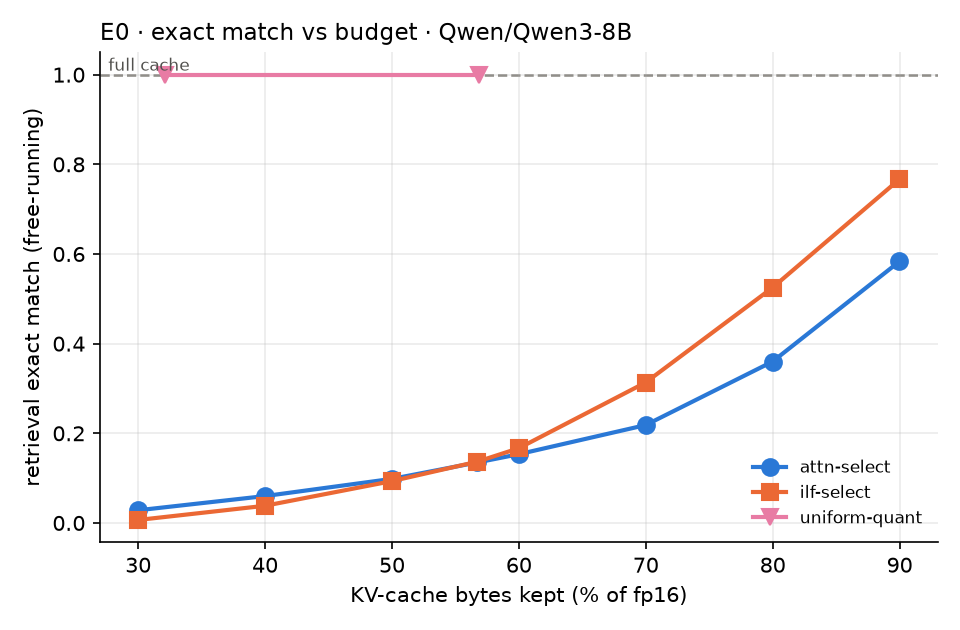 E0 · exact match vs budget · Qwen/Qwen3-8B
full cache
1.0
0.8
0.6
0.4
0.2
0.0
retrieval exact match (free-running)
attn-select
ilf-select
uniform-quant
30 40 50 60 70 80 90
KV-cache bytes kept (% of fp16)